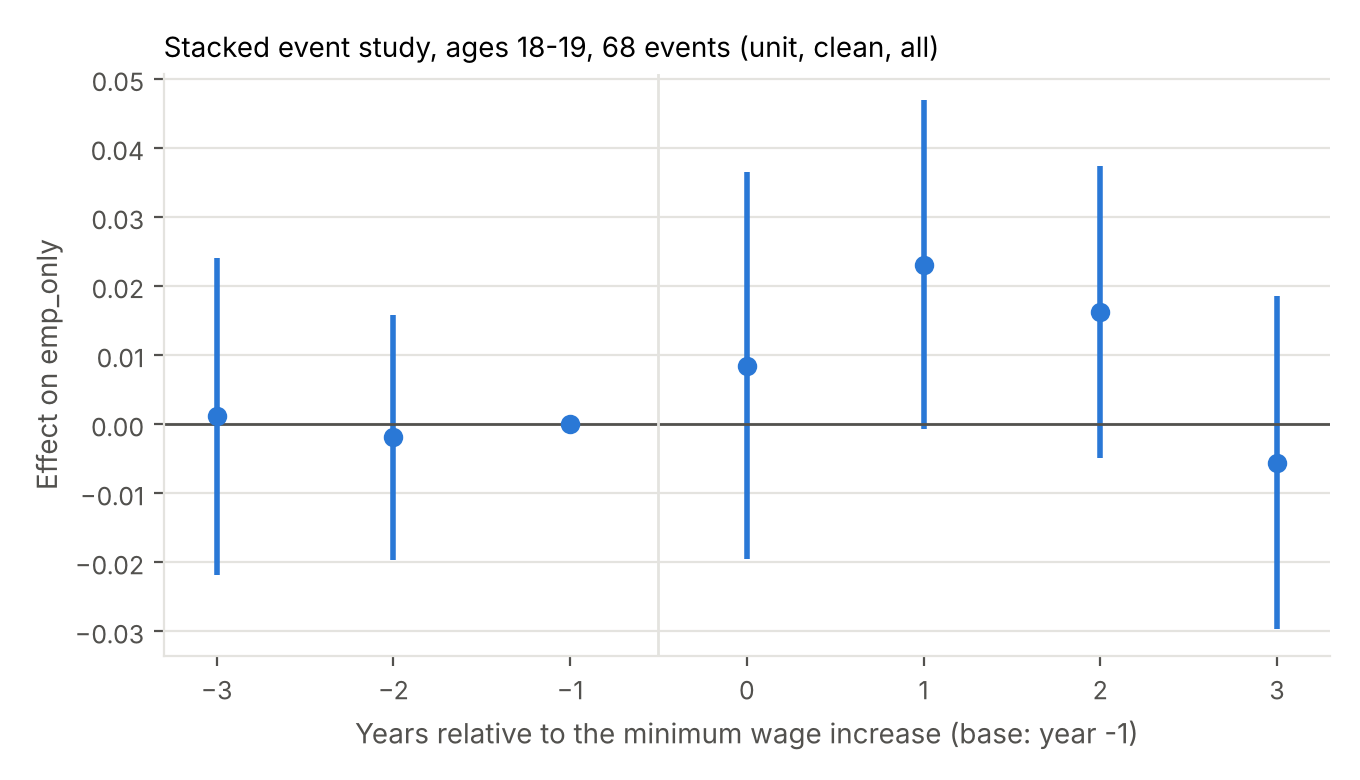 Stacked event study, ages 18-19, 68 events (unit, clean, all)
0.05
0.04
0.03
0.02
0.01
0.00
−0.01
−0.02
−0.03
Effect on emp_only
−3 −2 −1 0 1 2 3
Years relative to the minimum wage increase (base: year -1)